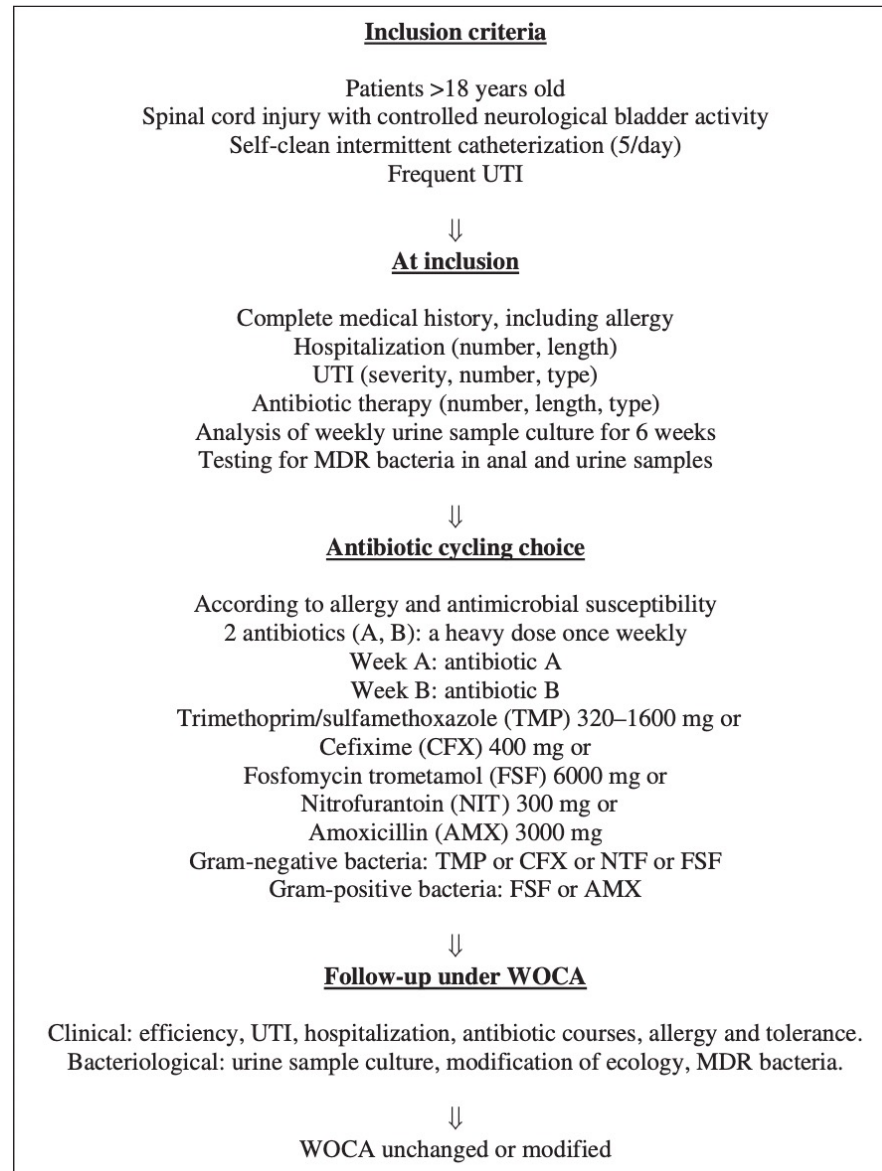 Inclusion criteria
Patients >18 years old
Spinal cord injury with controlled neurological bladder activity
Self-clean intermittent catheterization (5/day)
Frequent UTI
⇓
At inclusion
Complete medical history, including allergy
Hospitalization (number, length)
UTI (severity, number, type)
Antibiotic therapy (number, length, type)
Analysis of weekly urine sample culture for 6 weeks
Testing for MDR bacteria in anal and urine samples
⇓
Antibiotic cycling choice
According to allergy and antimicrobial susceptibility
2 antibiotics (A, B): a heavy dose once weekly
Week A: antibiotic A
Week B: antibiotic B
Trimethoprim/sulfamethoxazole (TMP) 320–1600 mg or
Cefixime (CFX) 400 mg or
Fosfomycin trometamol (FSF) 6000 mg or
Nitrofurantoin (NIT) 300 mg or
Amoxicillin (AMX) 3000 mg
Gram-negative bacteria: TMP or CFX or NTF or FSF
Gram-positive bacteria: FSF or AMX
⇓
Follow-up under WOCA
Clinical: efficiency, UTI, hospitalization, antibiotic courses, allergy and tolerance.
Bacteriological: urine sample culture, modification of ecology, MDR bacteria.
⇓
WOCA unchanged or modified